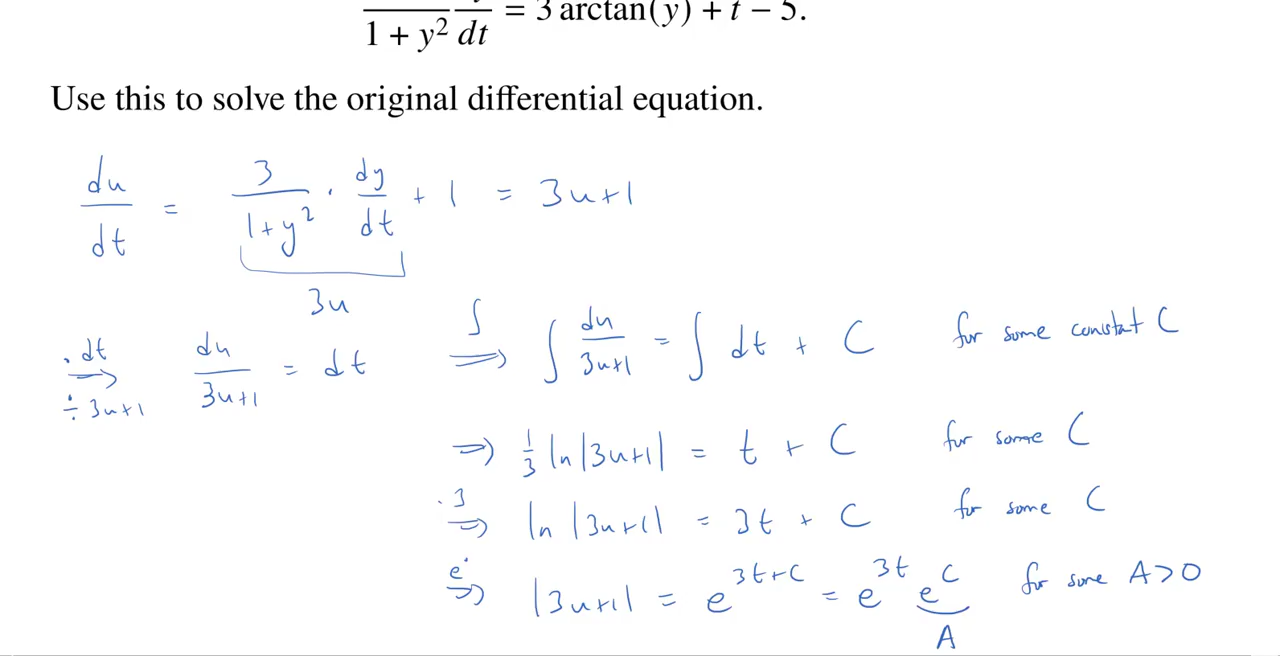 1 + y² dt = 3 arctan(y) + t − 5.
Use this to solve the original differential equation.
du/dt = 3/(1+y²) · dy/dt + 1 = 3u+1
3u
·dt ⟹ ÷ 3u+1 du/(3u+1) = dt ∫ ⟹ ∫ du/(3u+1) = ∫ dt + C for some constat C
⟹ 1/3 ln|3u+1| = t + C for some C
·3 ⟹ ln |3u+1| = 3t + C for some C
e^· ⟹ |3u+1| = e^(3t+C) = e^(3t) e^C for some A>0
A